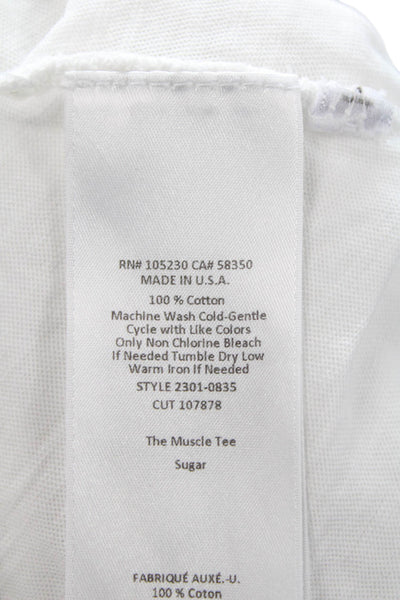 RN# 105230 CA# 58350
MADE IN U.S.A.
100 % Cotton
Machine Wash Cold-Gentle
Cycle with Like Colors
Only Non Chlorine Bleach
If Needed Tumble Dry Low
Warm Iron If Needed
STYLE 2301-0835
CUT 107878
The Muscle Tee
Sugar
FABRIQUÉ AUXÉ.-U.
100 % Coton